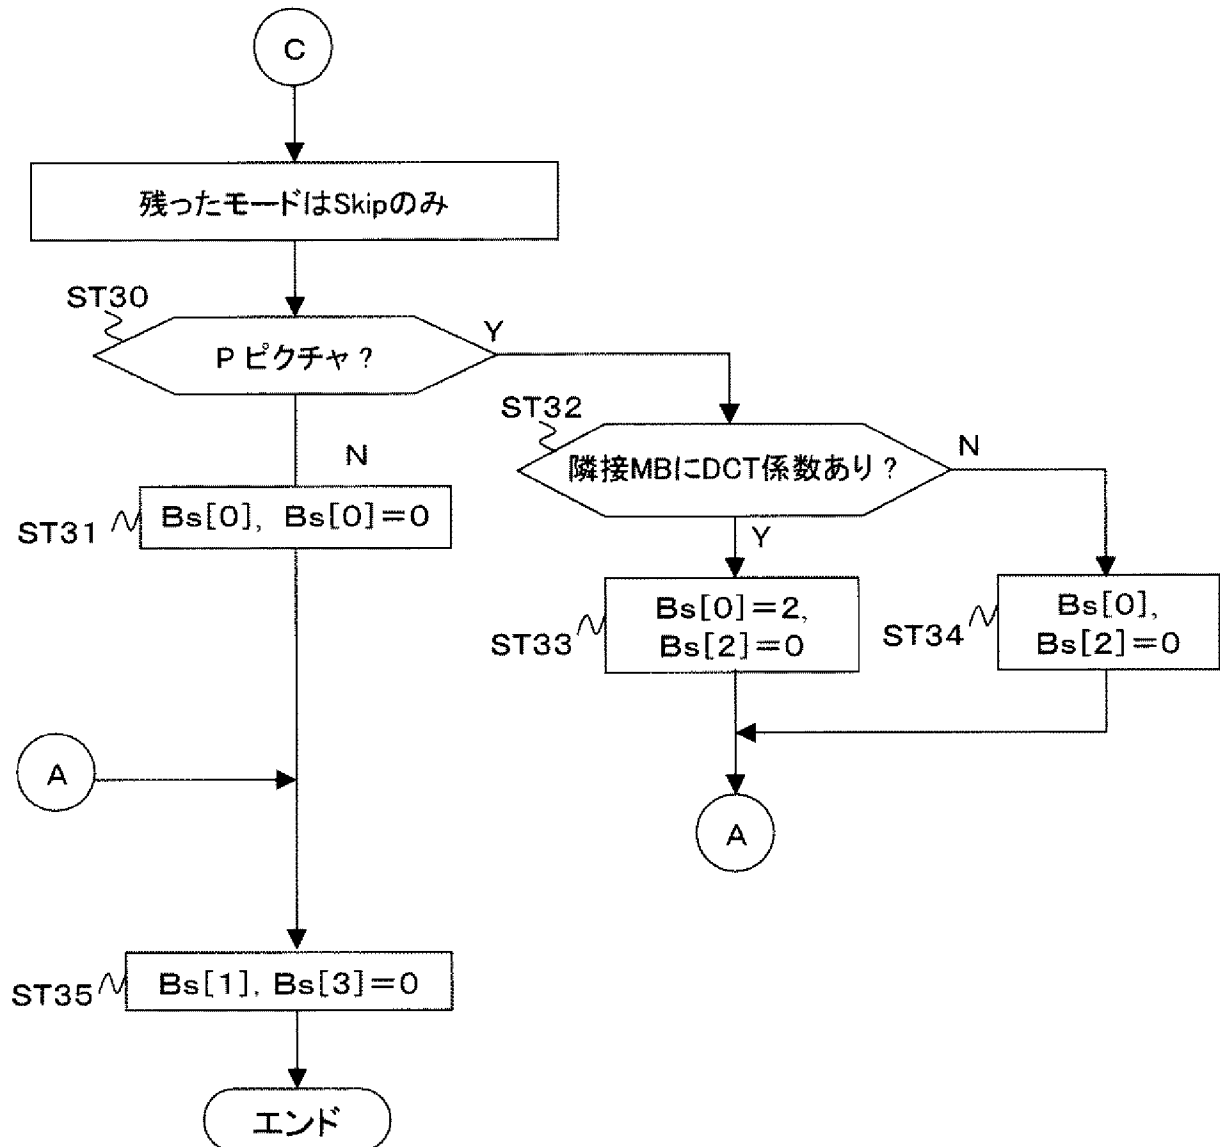 C
残ったモードはSkipのみ
ST30
P ピクチャ?
Y
N
ST31
Bs[0], Bs[0]=0
ST32
隣接MBにDCT係数あり?
N
Y
ST33
Bs[0]=2,
Bs[2]=0
ST34
Bs[0],
Bs[2]=0
A
A
ST35
Bs[1], Bs[3]=0
エンド